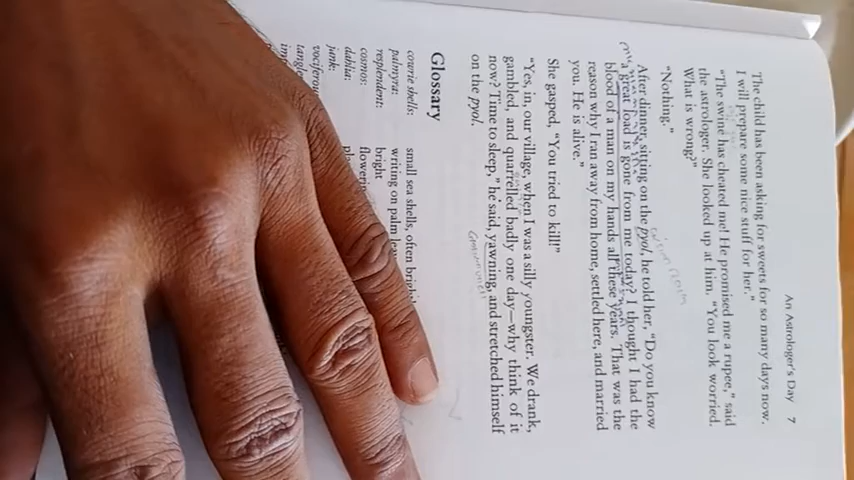 An Astrologer's Day 7
The child has been asking for sweets for so many days now.
I will prepare some nice stuff for her."
"The swine has cheated me! He promised me a rupee," said
the astrologer. She looked up at him. "You look worried.
What is wrong?"
"Nothing."
After dinner, sitting on the pyol, he told her, "Do you know
a great load is gone from me today? I thought I had the
blood of a man on my hands all these years. That was the
reason why I ran away from home, settled here, and married
you. He is alive."
She gasped, "You tried to kill!"
"Yes, in our village, when I was a silly youngster. We drank,
gambled, and quarrelled badly one day—why think of it
now? Time to sleep," he said, yawning, and stretched himself
on the pyol.
Glossary
cowrie shells: small sea shells, often bright
palmyra: writing on palm
resplendent: bright
cosmos:
dahlia:
junk:
vociferou
tangle